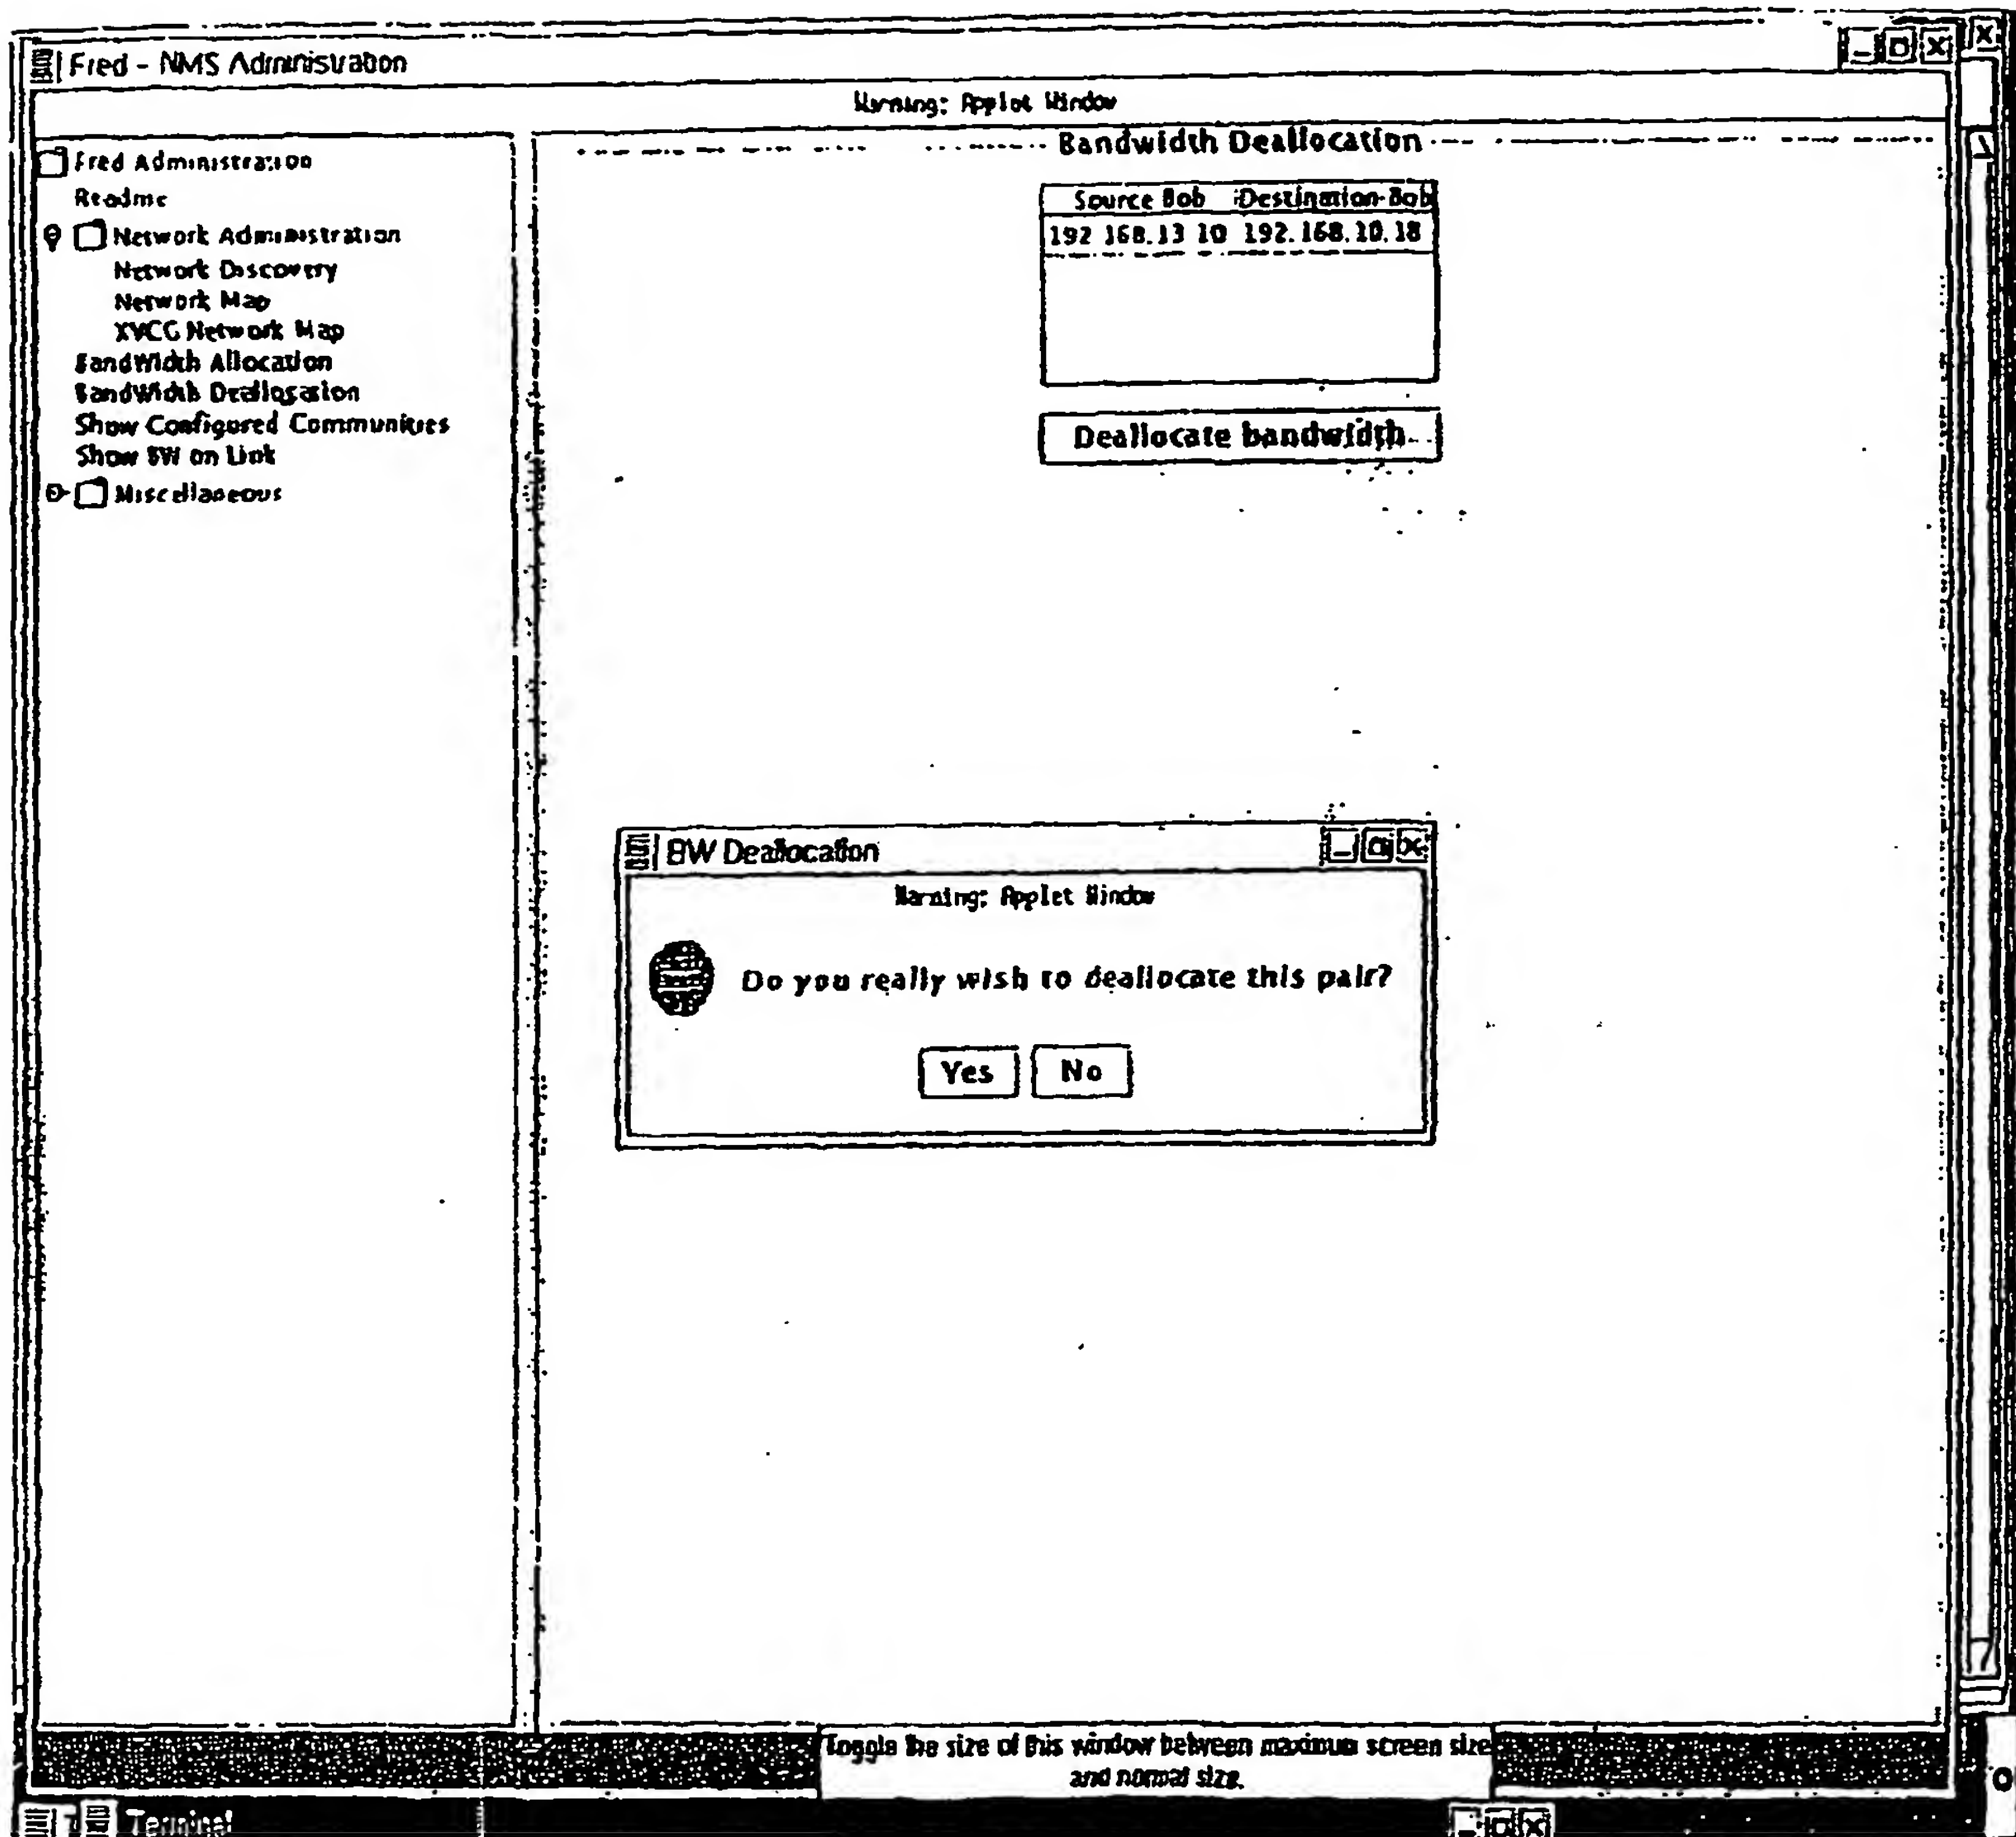 Fred - NMS Administration
Warning: Applet Window
Fred Administration
Readme
Network Administration
Network Discovery
Network Map
XVCG Network Map
BandWidth Allocation
BandWidth Deallocation
Show Configured Communities
Show BW on Link
Miscellaneous
Bandwidth Deallocation
Source Bob Destination Bob
192.168.13.10 192.168.10.18
Deallocate bandwidth
BW Deallocation
Warning: Applet Window
Do you really wish to deallocate this pair?
Yes No
Toggle the size of this window between maximum screen size
and normal size.
Terminal